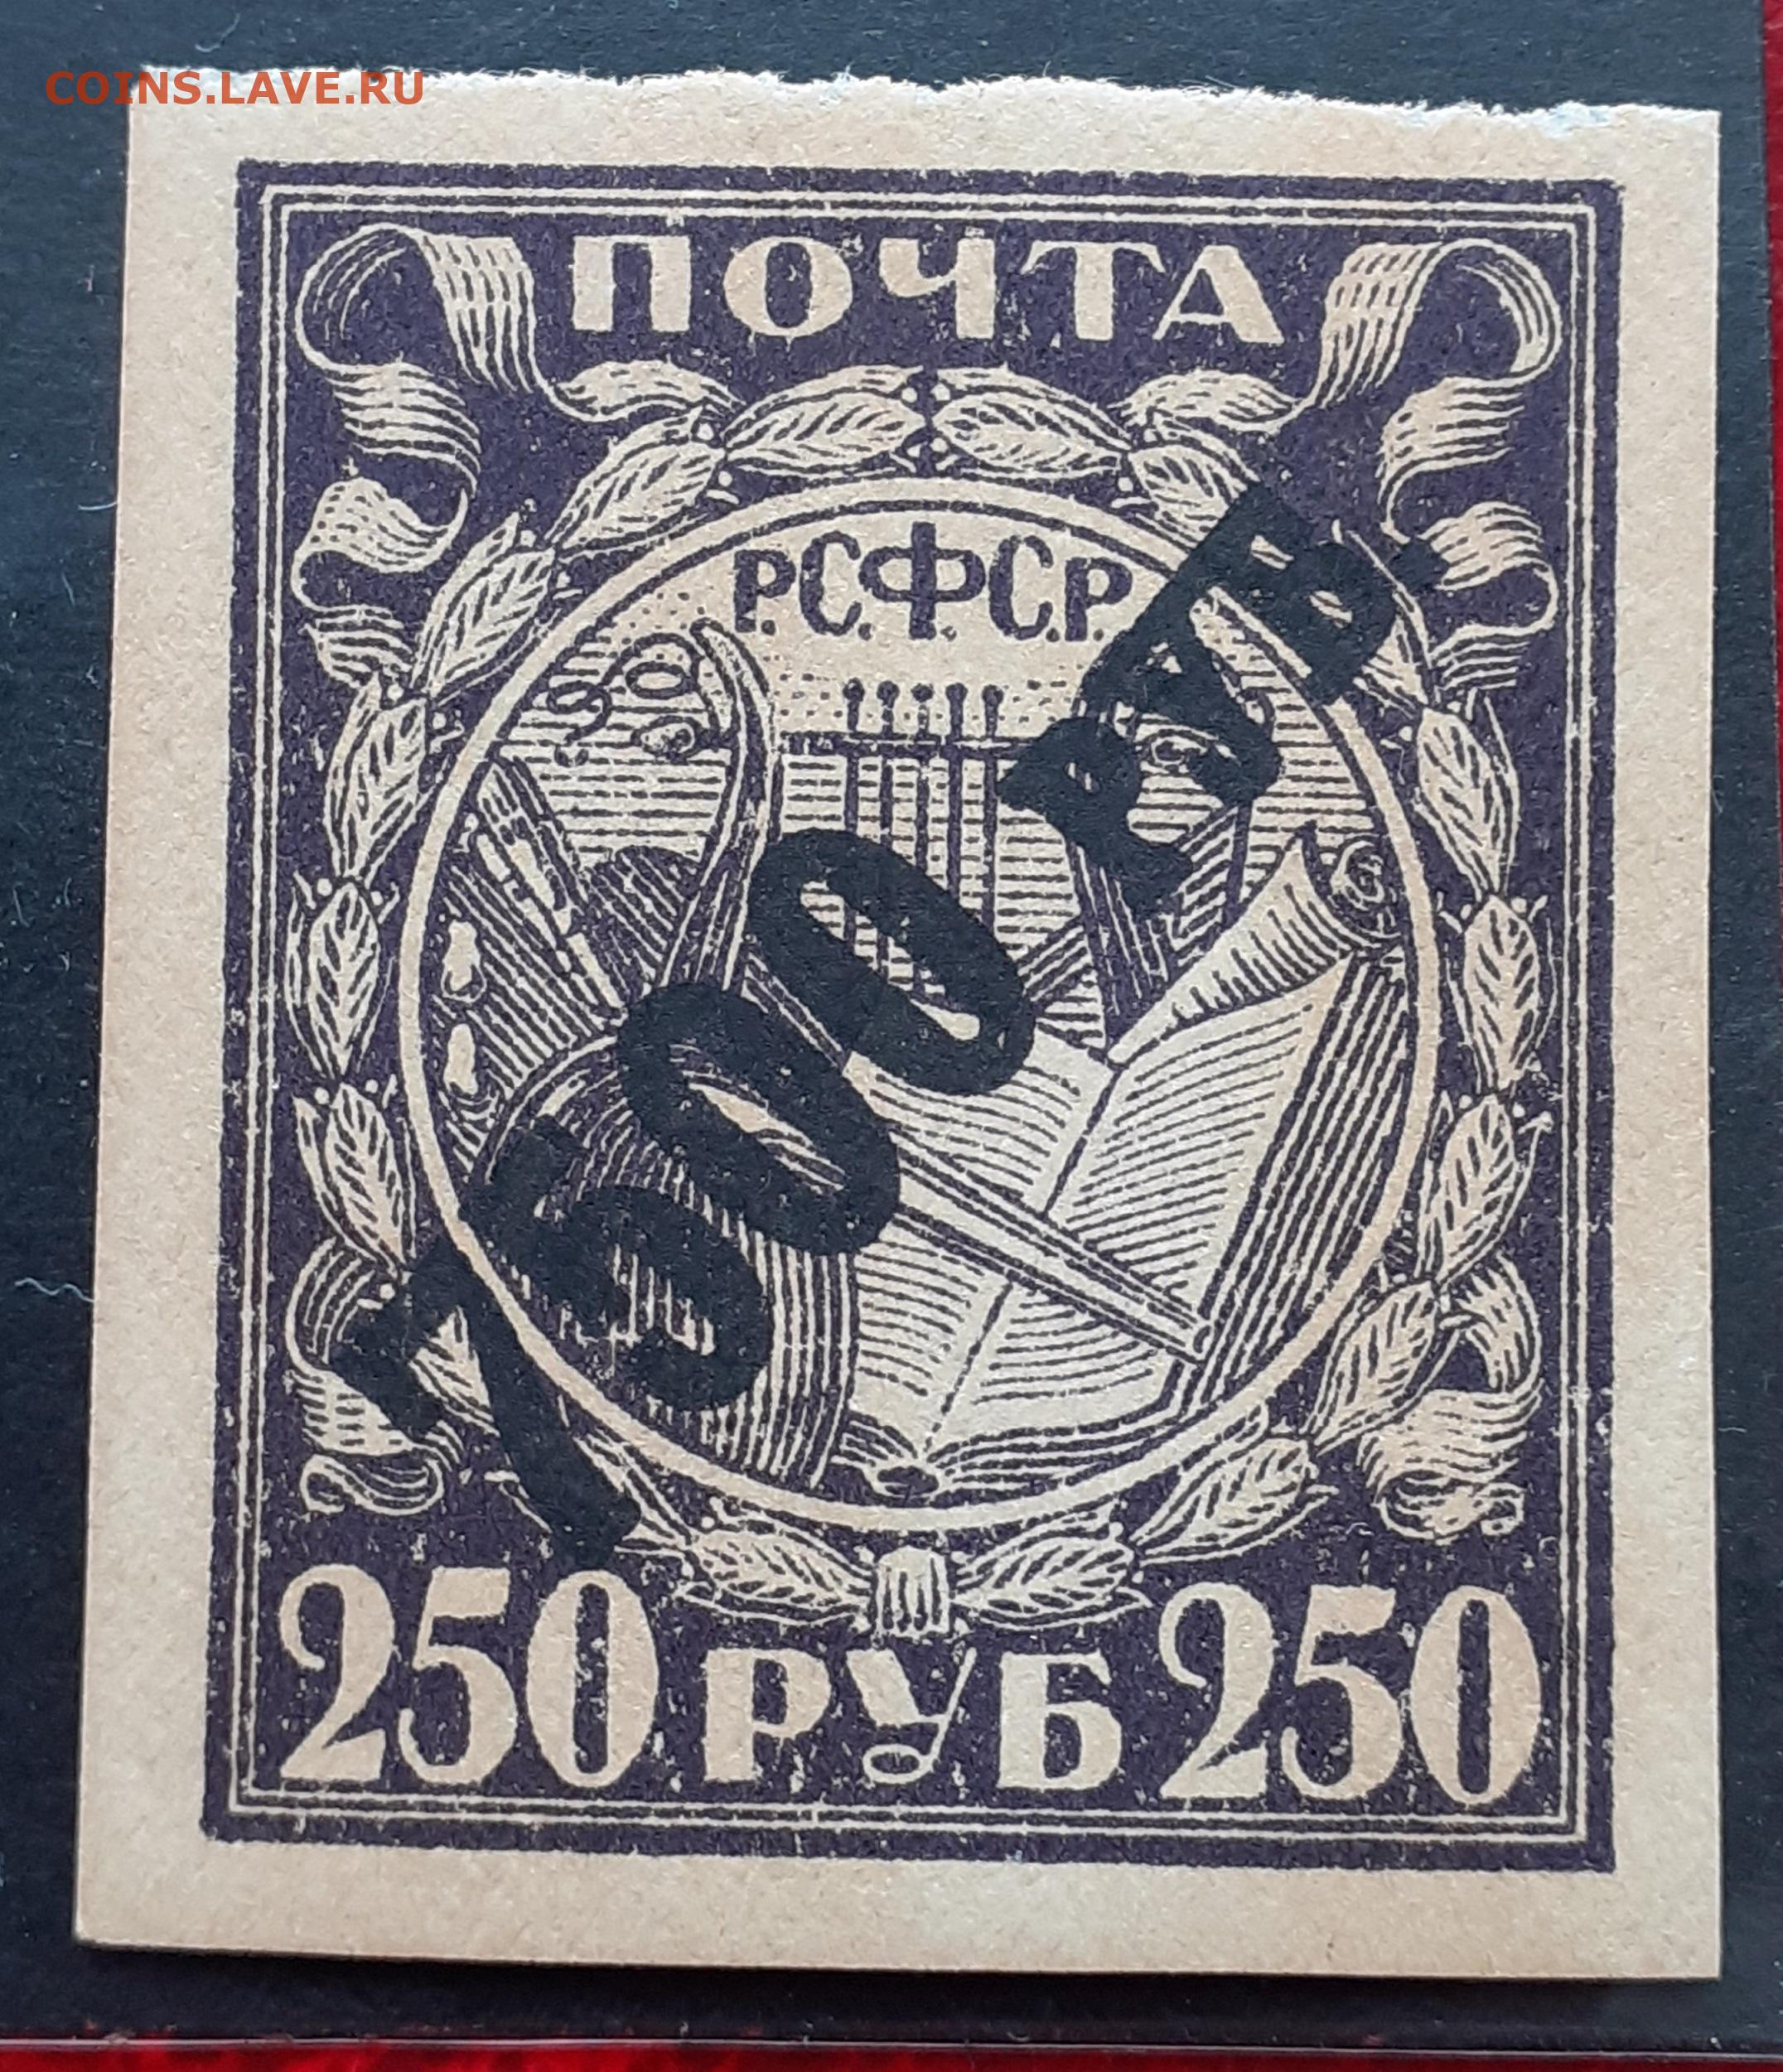 COINS.LAVE.RU
ПОЧТА
Р.С.Ф.С.Р.
7500 РУБ.
250 РУБ 250